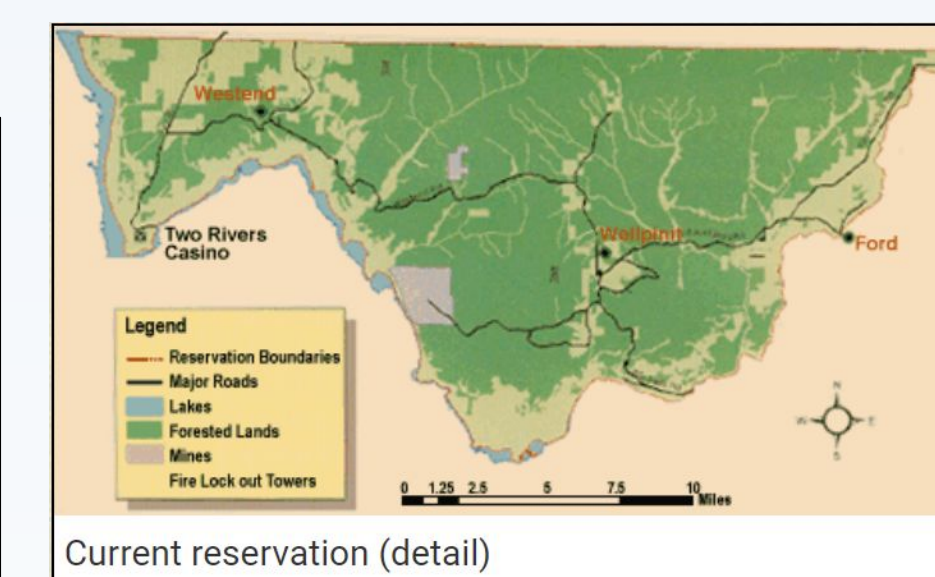 Westend
Wellpinit
Ford
Two Rivers
Casino
Legend
Reservation Boundaries
Major Roads
Lakes
Forested Lands
Mines
Fire Lock out Towers
N
W
E
S
0 1.25 2.5 5 7.5 10
Miles
Current reservation (detail)